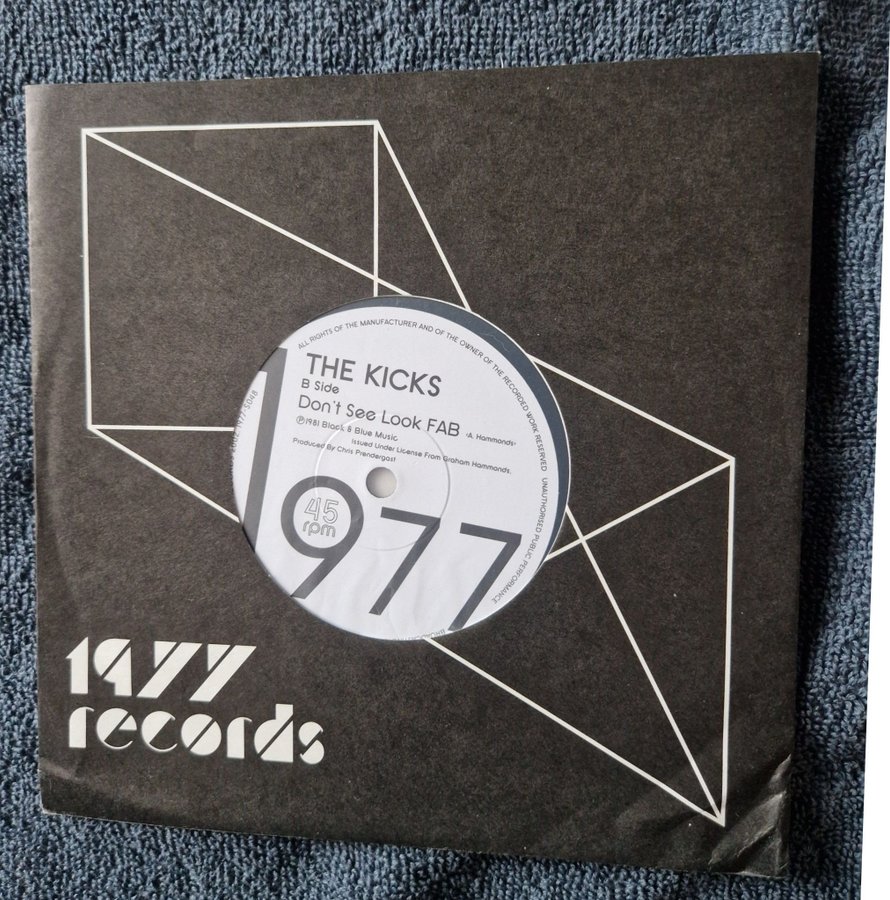 ALL RIGHTS OF THE MANUFACTURER AND OF THE OWNER OF THE RECORDED WORK RESERVED UNAUTHORISED PUBLIC PERFORMANCE
THE KICKS
B Side
Don't See Look FAB -A. Hammonds-
℗1981 Black & Blue Music
Issued Under License From Graham Hammonds.
Produced By Chris Prendergast
1977-S048
45
rpm
1977
1977
records